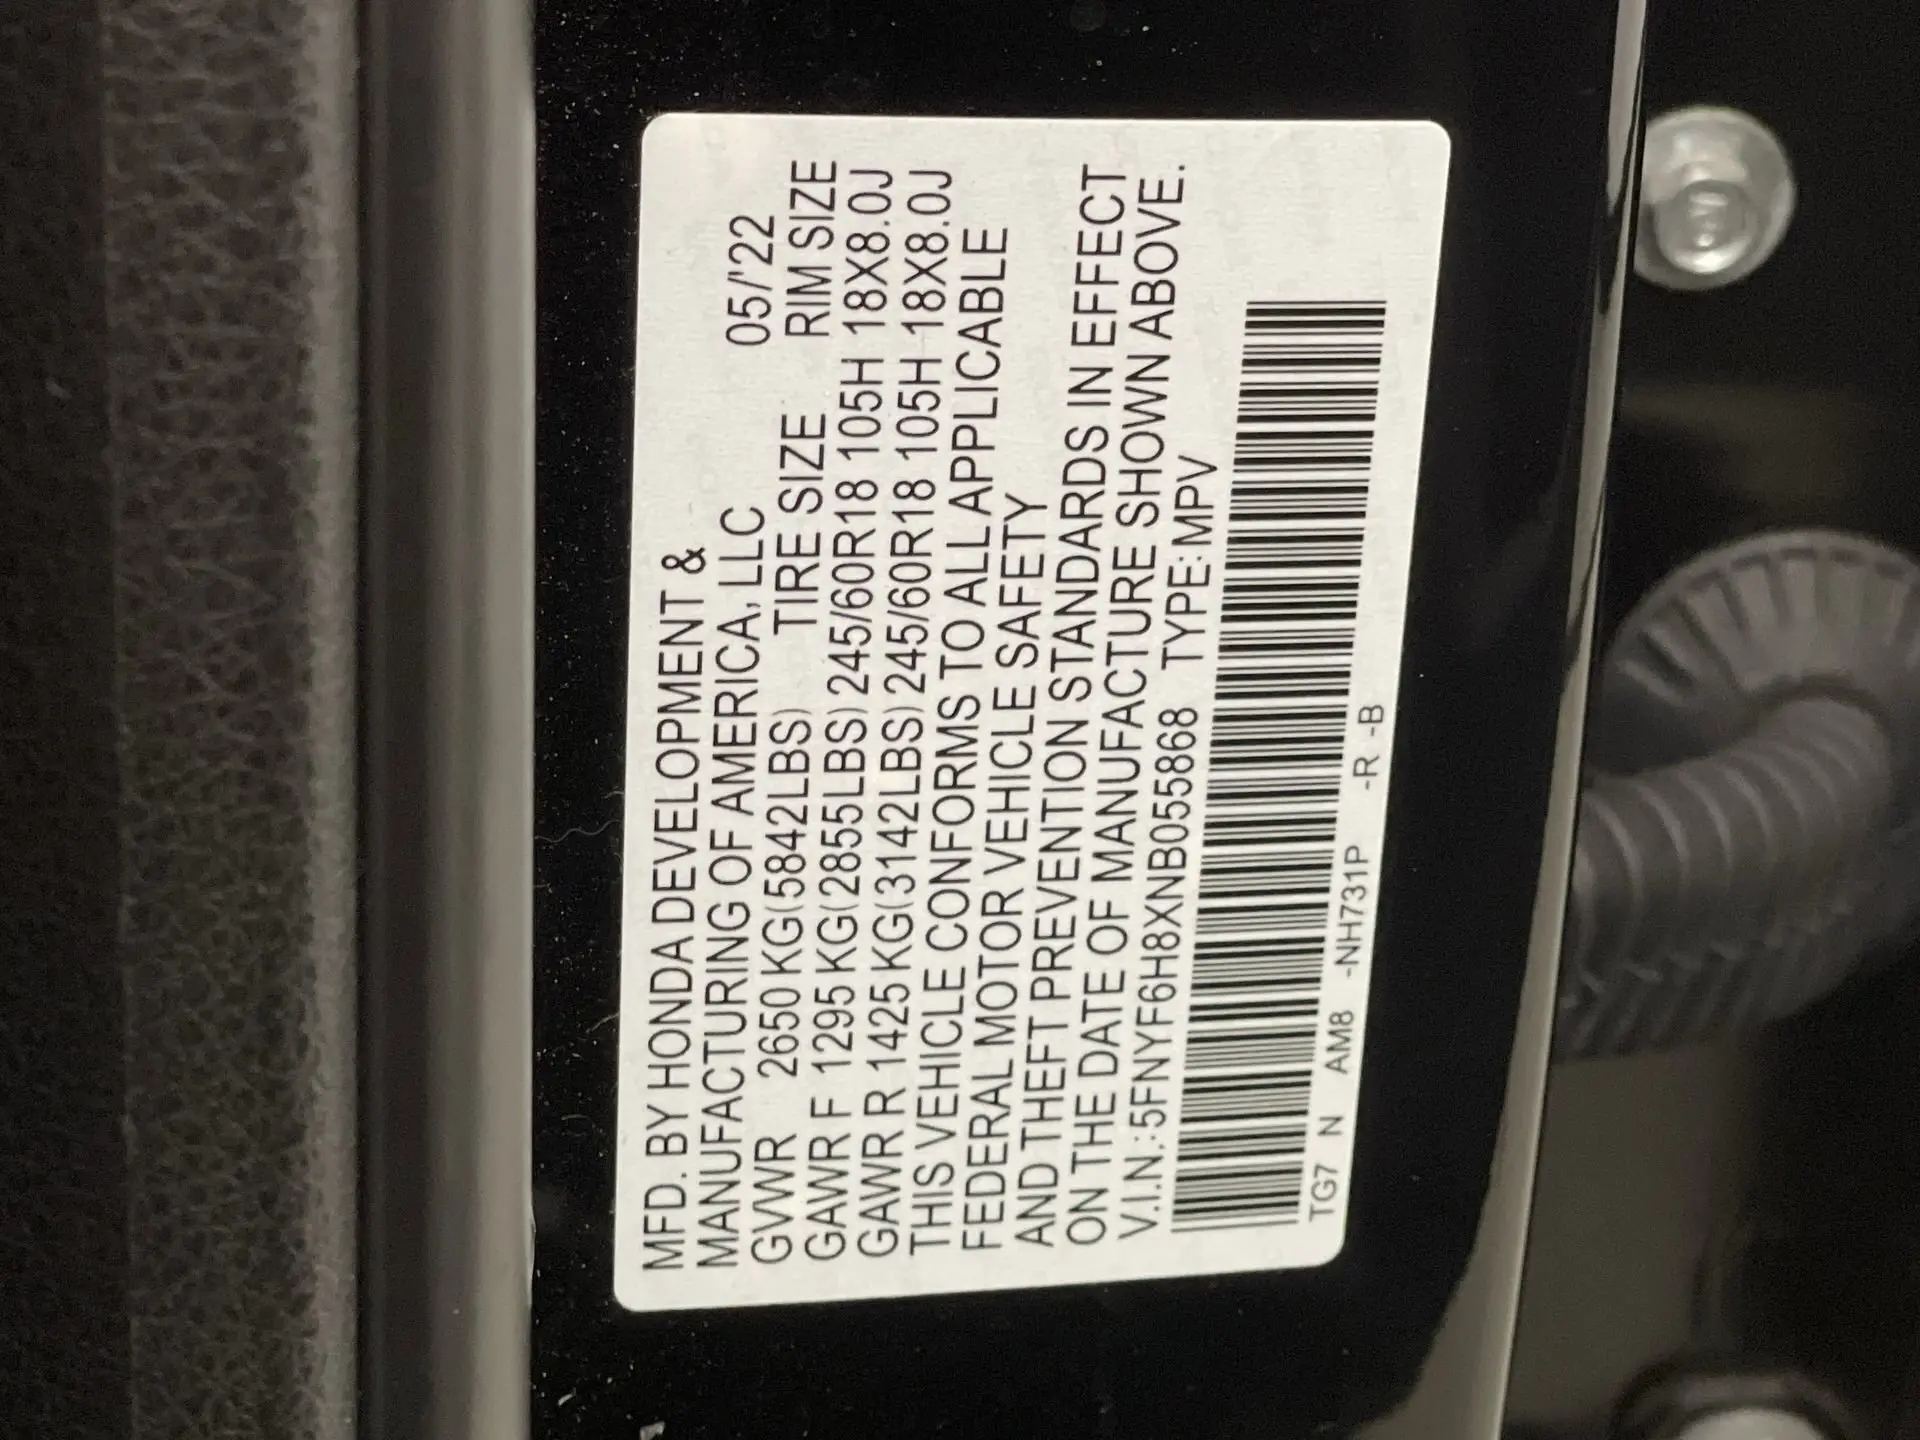 MFD. BY HONDA DEVELOPMENT &
MANUFACTURING OF AMERICA, LLC 05/'22
GVWR 2650 KG(5842LBS) TIRE SIZE RIM SIZE
GAWR F 1295 KG(2855LBS) 245/60R18 105H 18X8.0J
GAWR R 1425 KG(3142LBS) 245/60R18 105H 18X8.0J
THIS VEHICLE CONFORMS TO ALL APPLICABLE
FEDERAL MOTOR VEHICLE SAFETY
AND THEFT PREVENTION STANDARDS IN EFFECT
ON THE DATE OF MANUFACTURE SHOWN ABOVE.
V.I.N.:5FNYF6H8XNB055868 TYPE:MPV
TG7 N AM8 -NH731P -R -B